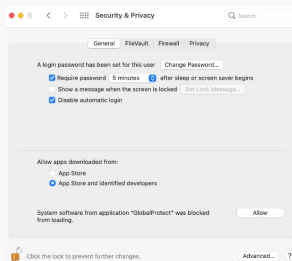 Security & Privacy
Search
General FileVault Firewall Privacy
A login password has been set for this user Change Password...
Require password 5 minutes after sleep or screen saver begins
Show a message when the screen is locked Set Lock Message...
Disable automatic login
Allow apps downloaded from:
App Store
App Store and identified developers
System software from application "GlobalProtect" was blocked Allow
from loading.
Click the lock to prevent further changes. Advanced... ?